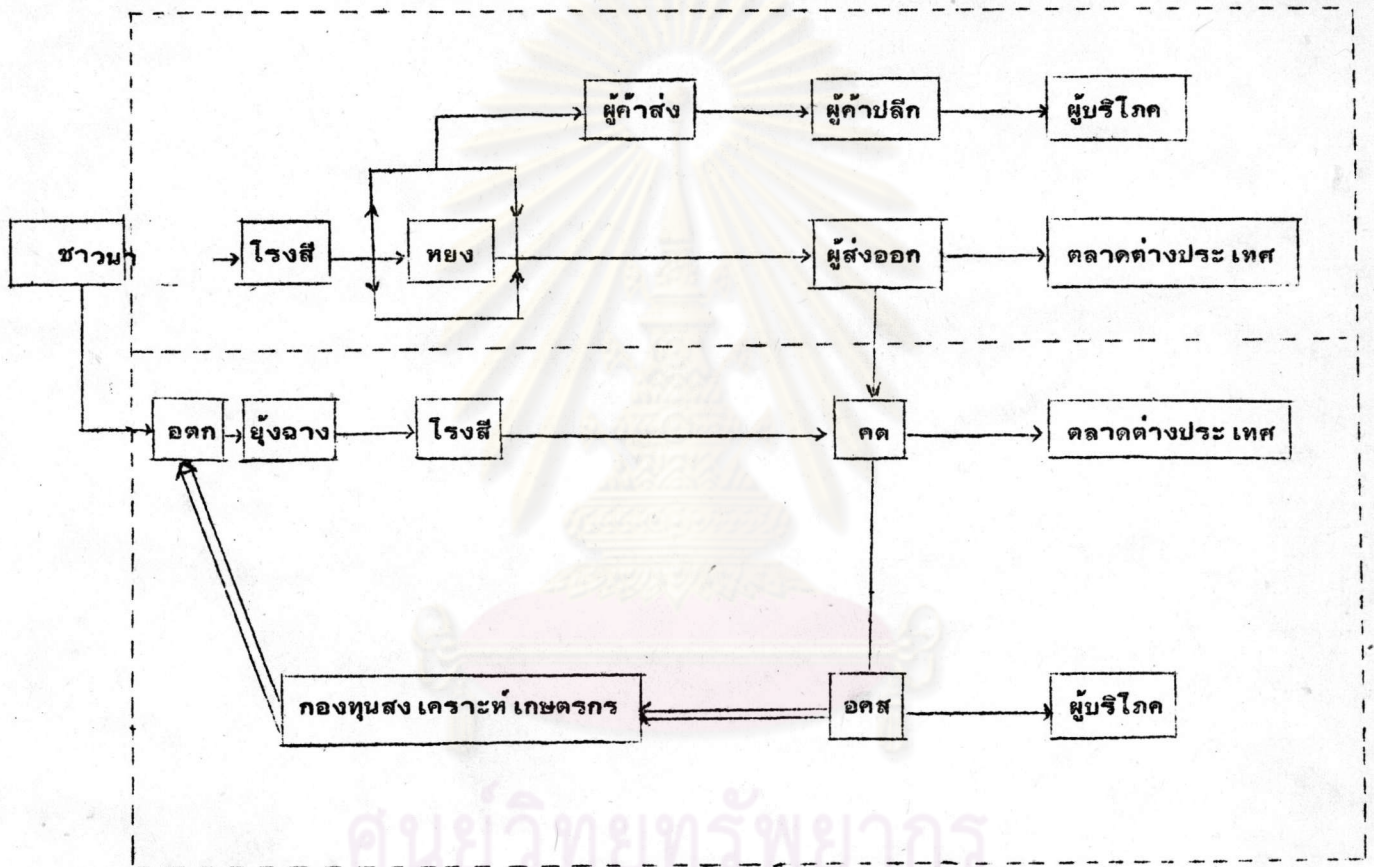 ผู้ค้าส่ง
ผู้ค้าปลีก
ผู้บริโภค
ชาวนา
โรงสี
หยง
ผู้ส่งออก
ตลาดต่างประเทศ
อตก
ยุ้งฉาง
โรงสี
คต
ตลาดต่างประเทศ
กองทุนสงเคราะห์เกษตรกร
อคส
ผู้บริโภค
ศูนย์วิทยทรัพยากร